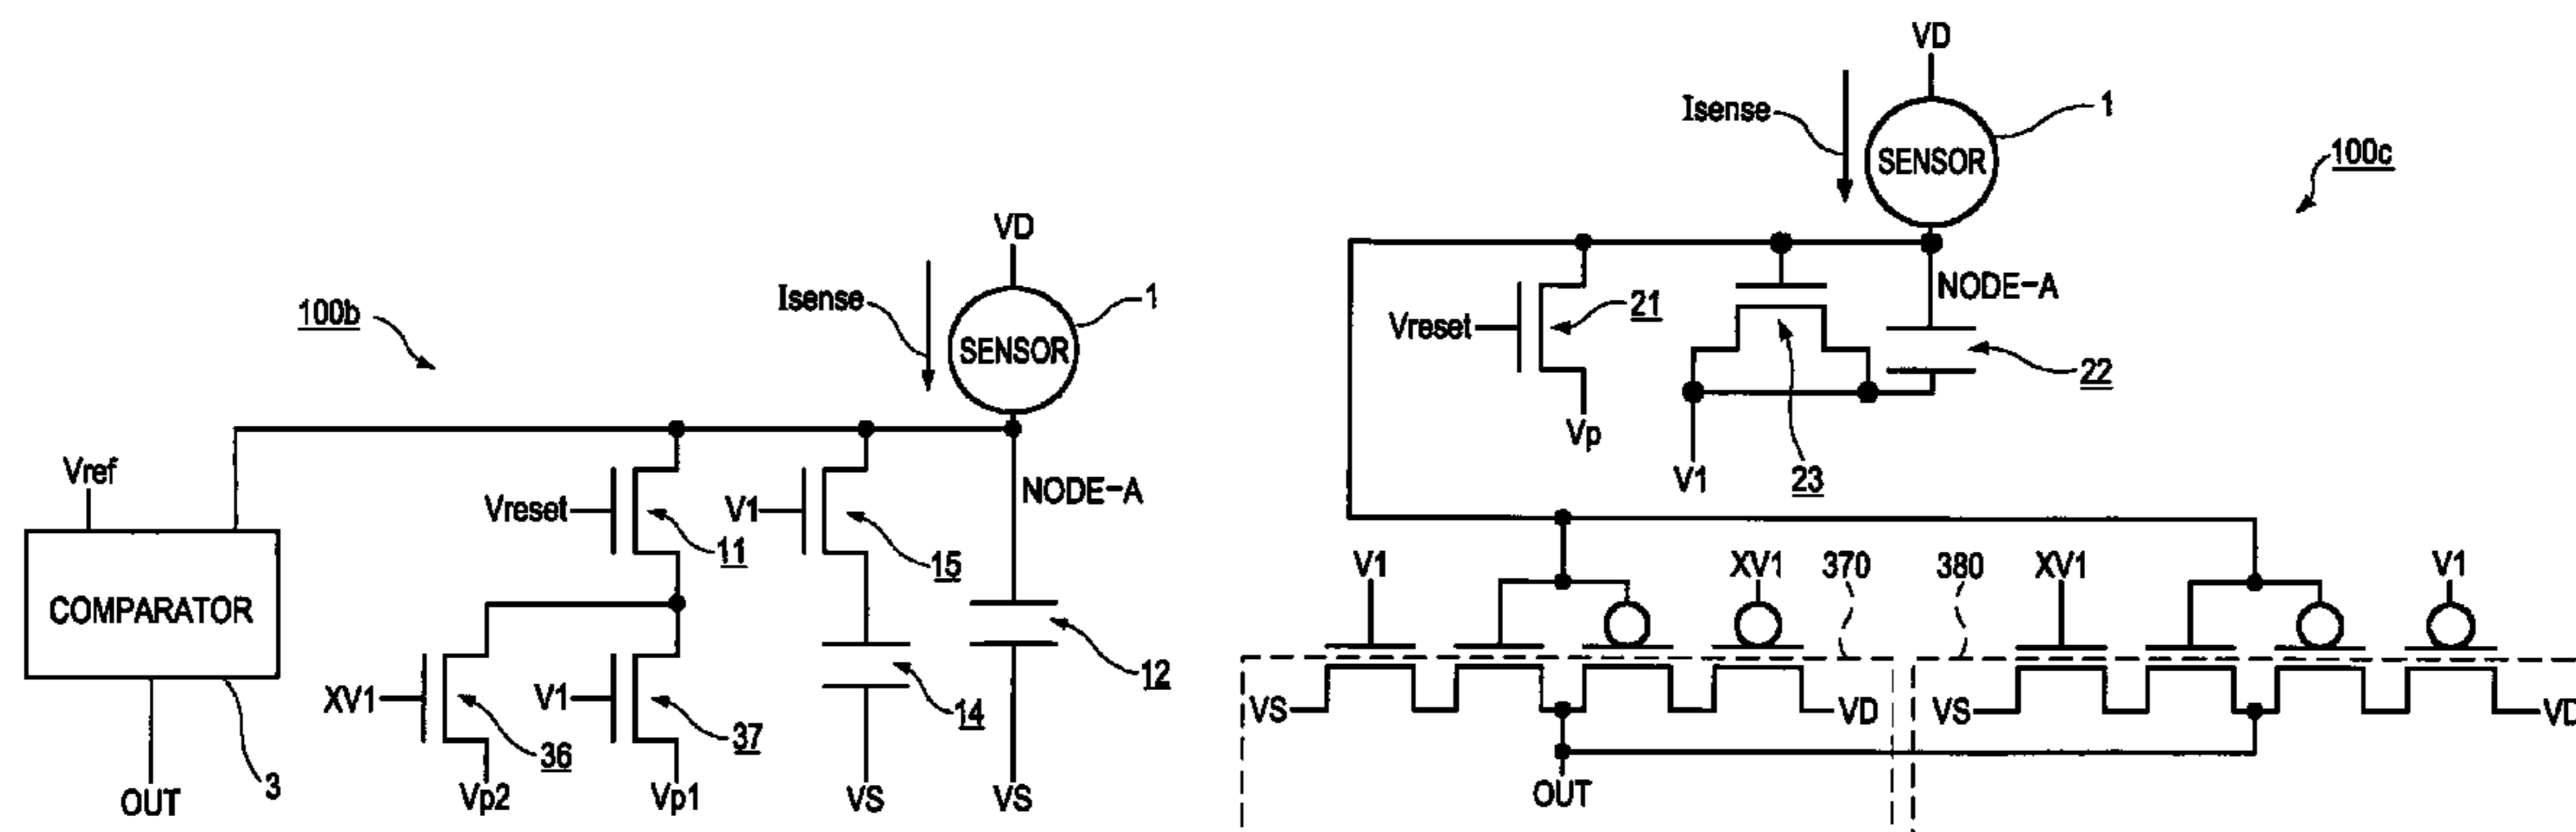 VD
Isense
1
100b
SENSOR
Vref
NODE-A
Vreset
V1
11
15
COMPARATOR
12
XV1
V1
14
36
37
3
OUT
Vp2
Vp1
VS
VS
VD
Isense
1
SENSOR
100c
NODE-A
21
Vreset
22
Vp
V1
23
V1
XV1
370
380
XV1
V1
VS
VD
VS
VD
OUT